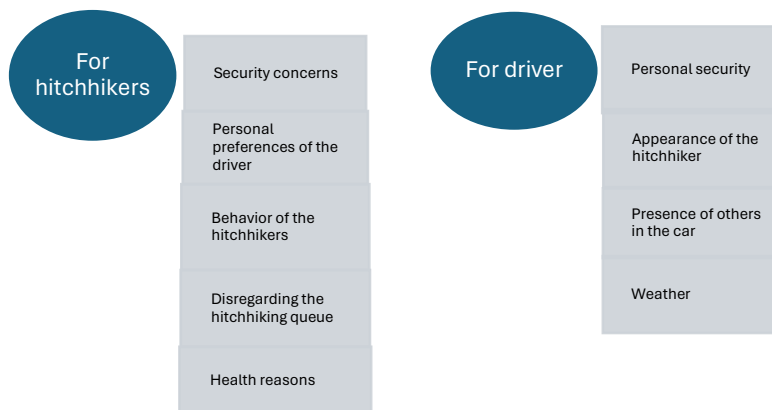 For
hitchhikers
Security concerns
Personal
preferences of the
driver
Behavior of the
hitchhikers
Disregarding the
hitchhiking queue
Health reasons
For driver
Personal security
Appearance of the
hitchhiker
Presence of others
in the car
Weather